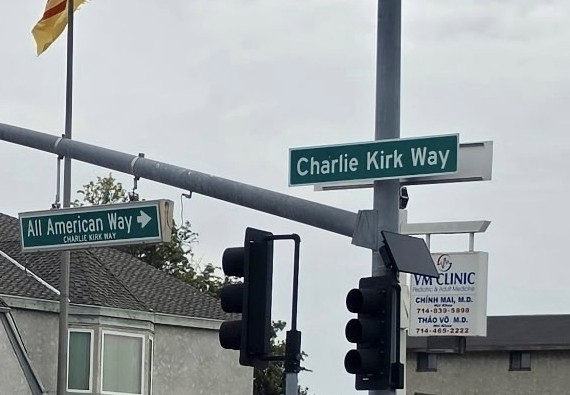 Charlie Kirk Way
All American Way →
CHARLIE KIRK WAY
VM CLINIC
Pediatric & Adult Medicine
CHÍNH MAI, M.D.
714-839-5898
THẢO VÕ M.D.
714-465-2222